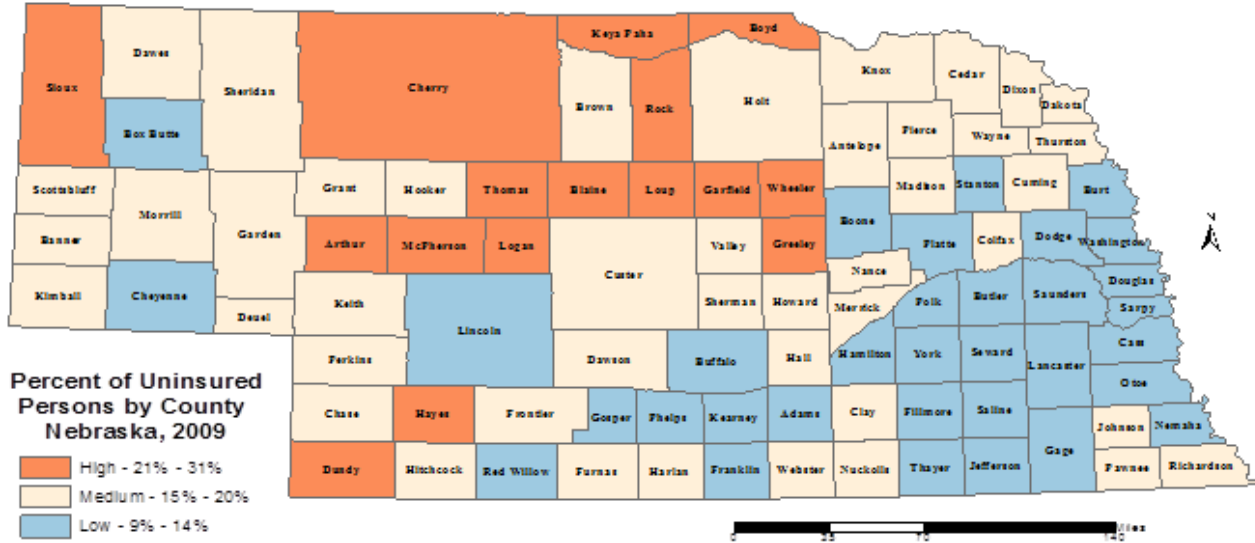 Keya Paha Boyd
Dawes Knox Cedar
Sioux Sheridan Cherry Brown Rock Holt Dixon
Dakota
Box Butte Antelope Pierce Wayne Thurston
Scottsbluff Grant Hooker Thomas Blaine Loup Garfield Wheeler Madison Stanton Cuming Burt
Morrill Garden Boone
Banner Arthur McPherson Logan Valley Greeley Platte Colfax Dodge Washington
Custer Nance
Kimball Cheyenne Keith Sherman Howard Merrick Polk Butler Saunders Douglas
Deuel Lincoln Sarpy
Perkins Dawson Buffalo Hall Hamilton York Seward Lancaster Cass
Otoe
Chase Hayes Frontier Gosper Phelps Kearney Adams Clay Fillmore Saline Johnson Nemaha
Dundy Hitchcock Red Willow Furnas Harlan Franklin Webster Nuckolls Thayer Jefferson Gage Pawnee Richardson
N
Percent of Uninsured
Persons by County
Nebraska, 2009
High - 21% - 31%
Medium - 15% - 20%
Low - 9% - 14%
Miles
0 35 70 140